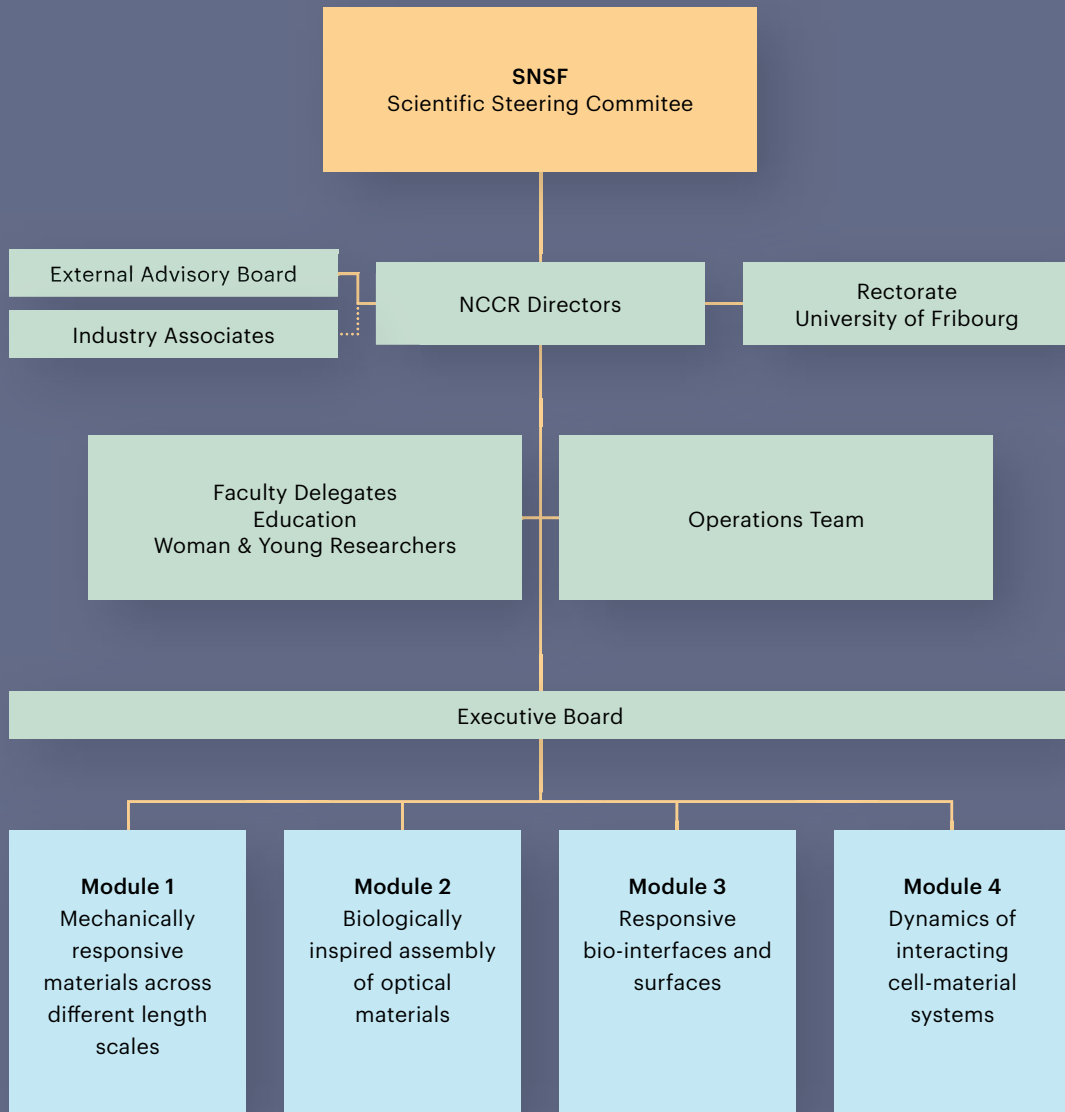 SNSF
Scientific Steering Commitee
External Advisory Board
Industry Associates
NCCR Directors
Rectorate
University of Fribourg
Faculty Delegates
Education
Woman & Young Researchers
Operations Team
Executive Board
Module 1
Mechanically
responsive
materials across
different length
scales
Module 2
Biologically
inspired assembly
of optical
materials
Module 3
Responsive
bio-interfaces and
surfaces
Module 4
Dynamics of
interacting
cell-material
systems